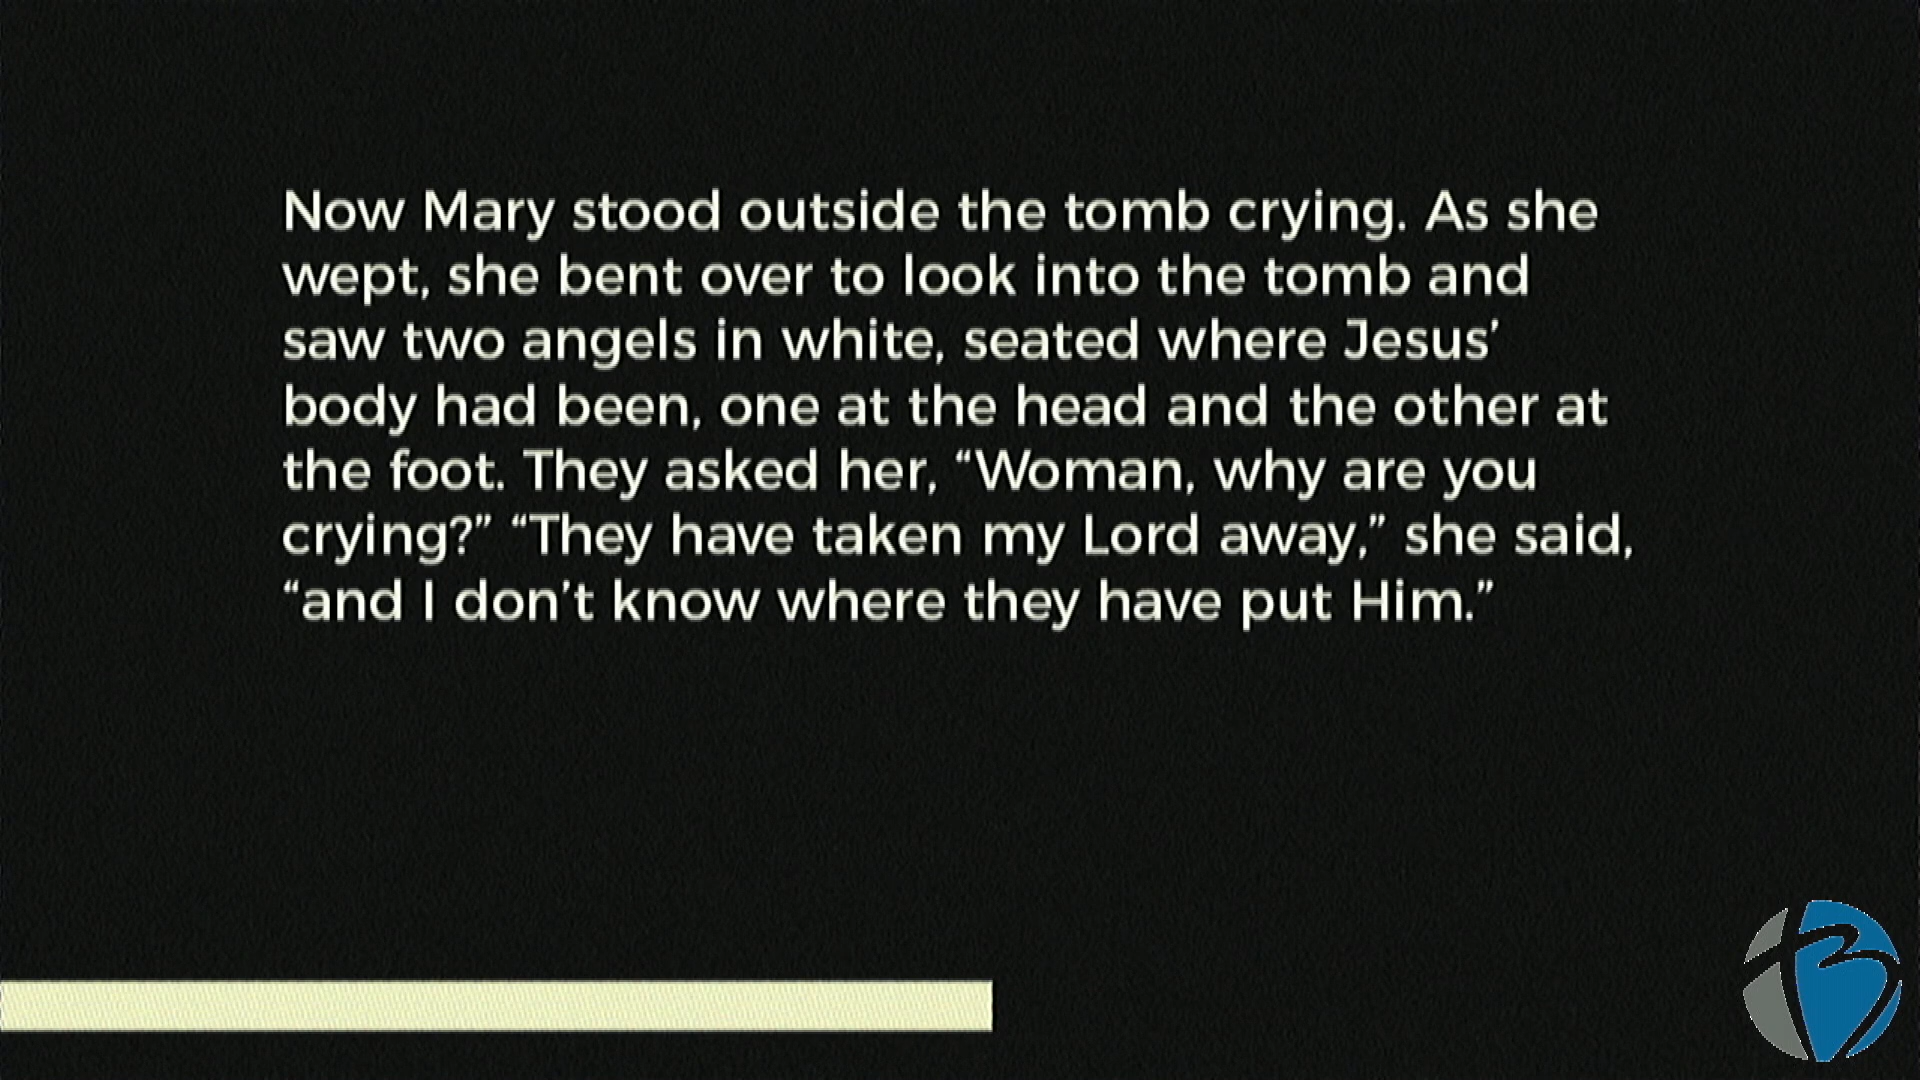 Now Mary stood outside the tomb crying. As she
wept, she bent over to look into the tomb and
saw two angels in white, seated where Jesus’
body had been, one at the head and the other at
the foot. They asked her, “Woman, why are you
crying?” “They have taken my Lord away,” she said,
“and I don’t know where they have put Him.”